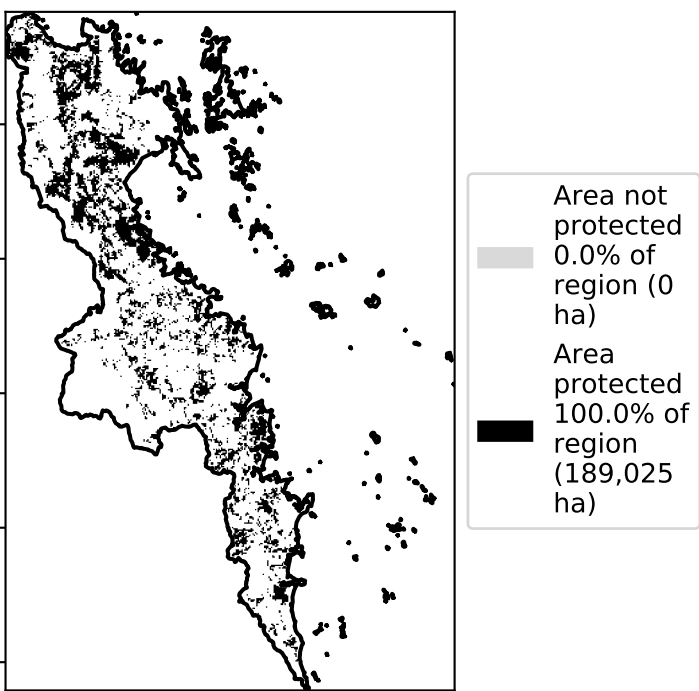 Area not
protected
0.0% of
region (0
ha)
Area
protected
100.0% of
region
(189,025
ha)